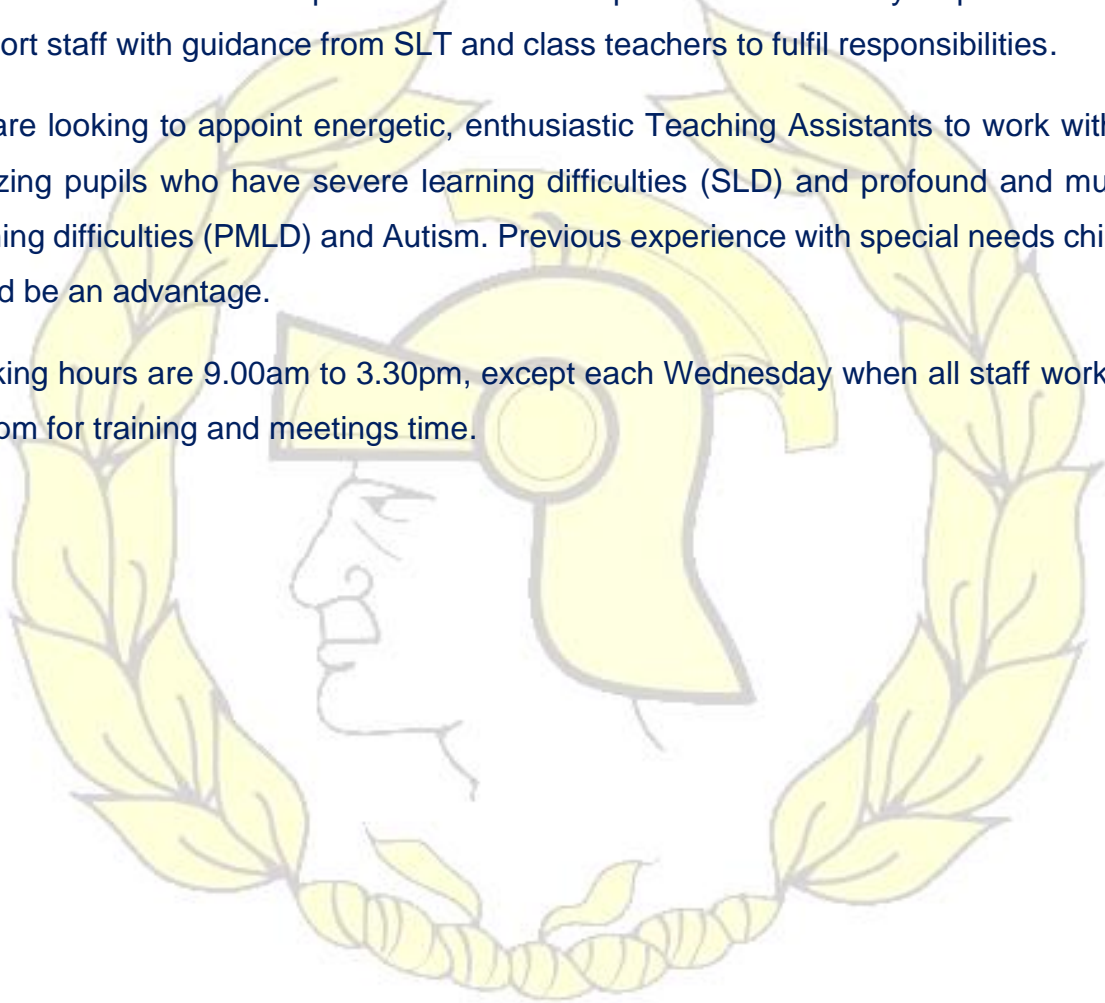 ort staff with guidance from SLT and class teachers to fulfil responsibilities.
are looking to appoint energetic, enthusiastic Teaching Assistants to work with
zing pupils who have severe learning difficulties (SLD) and profound and mu
ning difficulties (PMLD) and Autism. Previous experience with special needs chi
d be an advantage.
king hours are 9.00am to 3.30pm, except each Wednesday when all staff work
pm for training and meetings time.